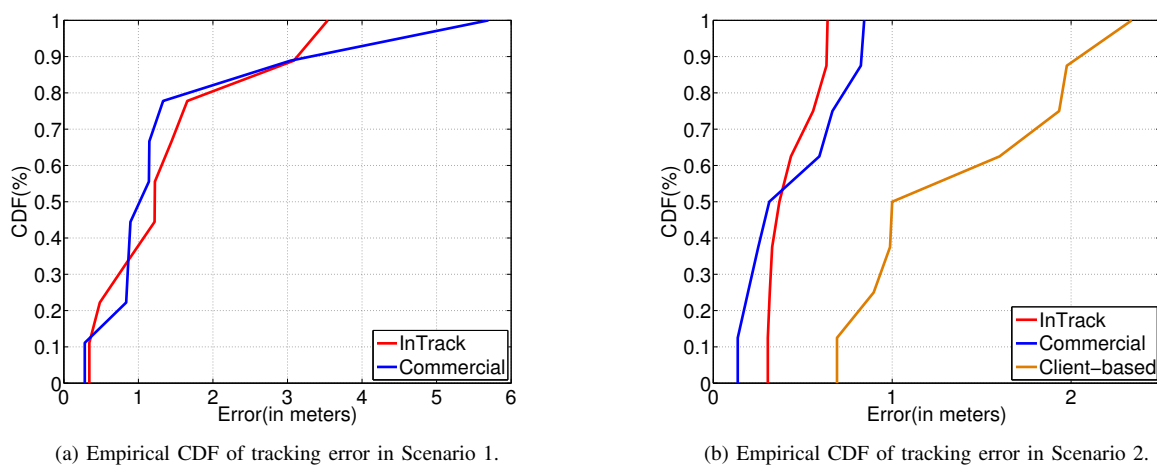 1
0.9
0.8
0.7
0.6
0.5
0.4
0.3
0.2
0.1
0
CDF(%)
0 1 2 3 4 5 6
Error(in meters)
InTrack
Commercial
(a) Empirical CDF of tracking error in Scenario 1.
1
0.9
0.8
0.7
0.6
0.5
0.4
0.3
0.2
0.1
0
CDF(%)
0 1 2
Error(in meters)
InTrack
Commercial
Client−based
(b) Empirical CDF of tracking error in Scenario 2.